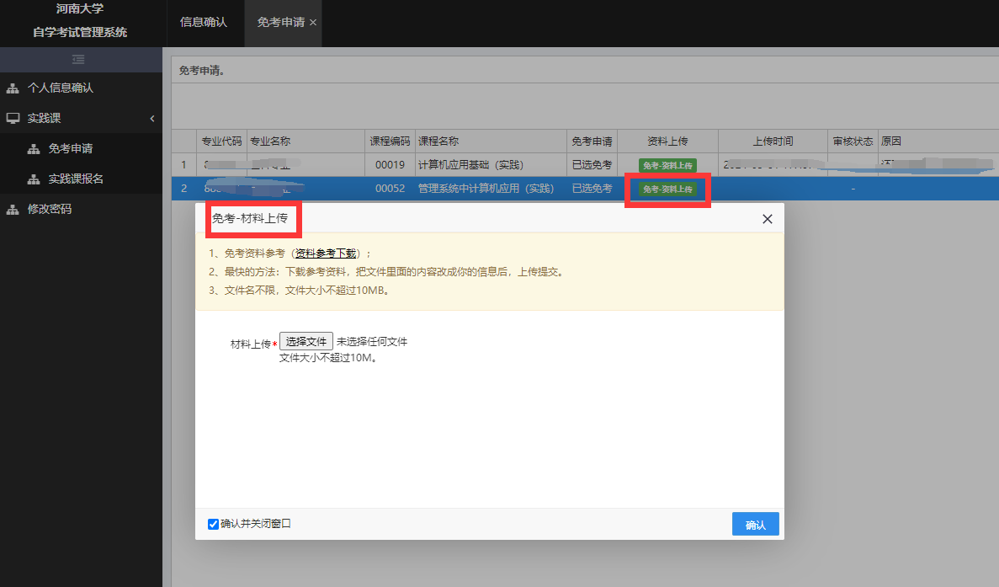 河南大学
自学考试管理系统
信息确认
免考申请 ×
个人信息确认
实践课
免考申请
实践课报名
修改密码
免考申请。
专业代码 专业名称 课程编码 课程名称 免考申请 资料上传 上传时间 审核状态 原因
1 00019 计算机应用基础（实践） 已选免考 免考-资料上传
2 00052 管理系统中计算机应用（实践） 已选免考 免考-资料上传 -
免考-材料上传
1、免考资料参考（资料参考下载）；
2、最快的方法：下载参考资料，把文件里面的内容改成你的信息后，上传提交。
3、文件名不限，文件大小不超过10MB。
材料上传* 选择文件 未选择任何文件
文件大小不超过10M。
确认并关闭窗口
确认